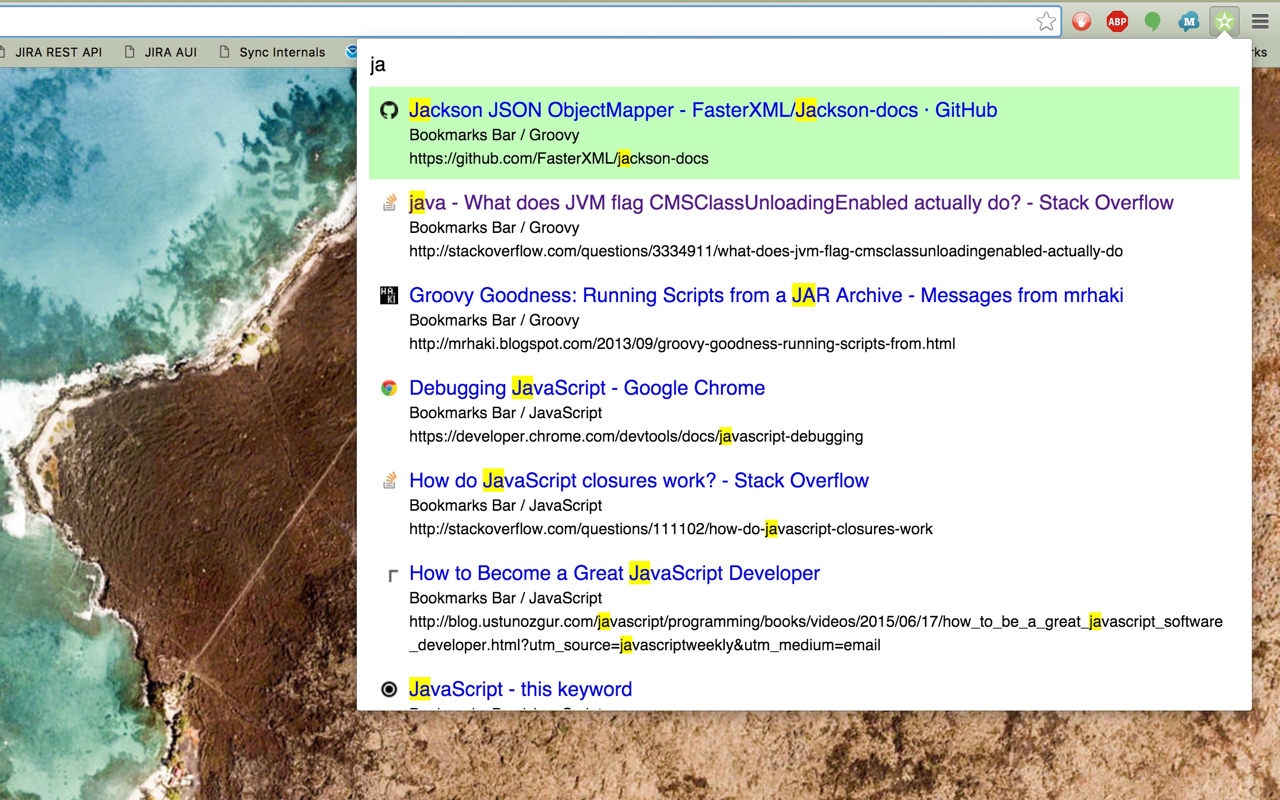 ABP
M
JIRA REST API
JIRA AUI
Sync Internals
ks
ja
Jackson JSON ObjectMapper - FasterXML/Jackson-docs · GitHub
Bookmarks Bar / Groovy
https://github.com/FasterXML/jackson-docs
java - What does JVM flag CMSClassUnloadingEnabled actually do? - Stack Overflow
Bookmarks Bar / Groovy
http://stackoverflow.com/questions/3334911/what-does-jvm-flag-cmsclassunloadingenabled-actually-do
HA
KI
Groovy Goodness: Running Scripts from a JAR Archive - Messages from mrhaki
Bookmarks Bar / Groovy
http://mrhaki.blogspot.com/2013/09/groovy-goodness-running-scripts-from.html
Debugging JavaScript - Google Chrome
Bookmarks Bar / JavaScript
https://developer.chrome.com/devtools/docs/javascript-debugging
How do JavaScript closures work? - Stack Overflow
Bookmarks Bar / JavaScript
http://stackoverflow.com/questions/111102/how-do-javascript-closures-work
How to Become a Great JavaScript Developer
Bookmarks Bar / JavaScript
http://blog.ustunozgur.com/javascript/programming/books/videos/2015/06/17/how_to_be_a_great_javascript_software
_developer.html?utm_source=javascriptweekly&utm_medium=email
JavaScript - this keyword